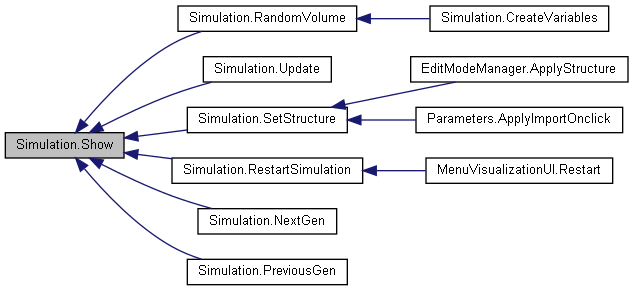 Simulation.RandomVolume
Simulation.CreateVariables
Simulation.Update
EditModeManager.ApplyStructure
Simulation.SetStructure
Parameters.ApplyImportOnclick
Simulation.Show
Simulation.RestartSimulation
MenuVisualizationUI.Restart
Simulation.NextGen
Simulation.PreviousGen